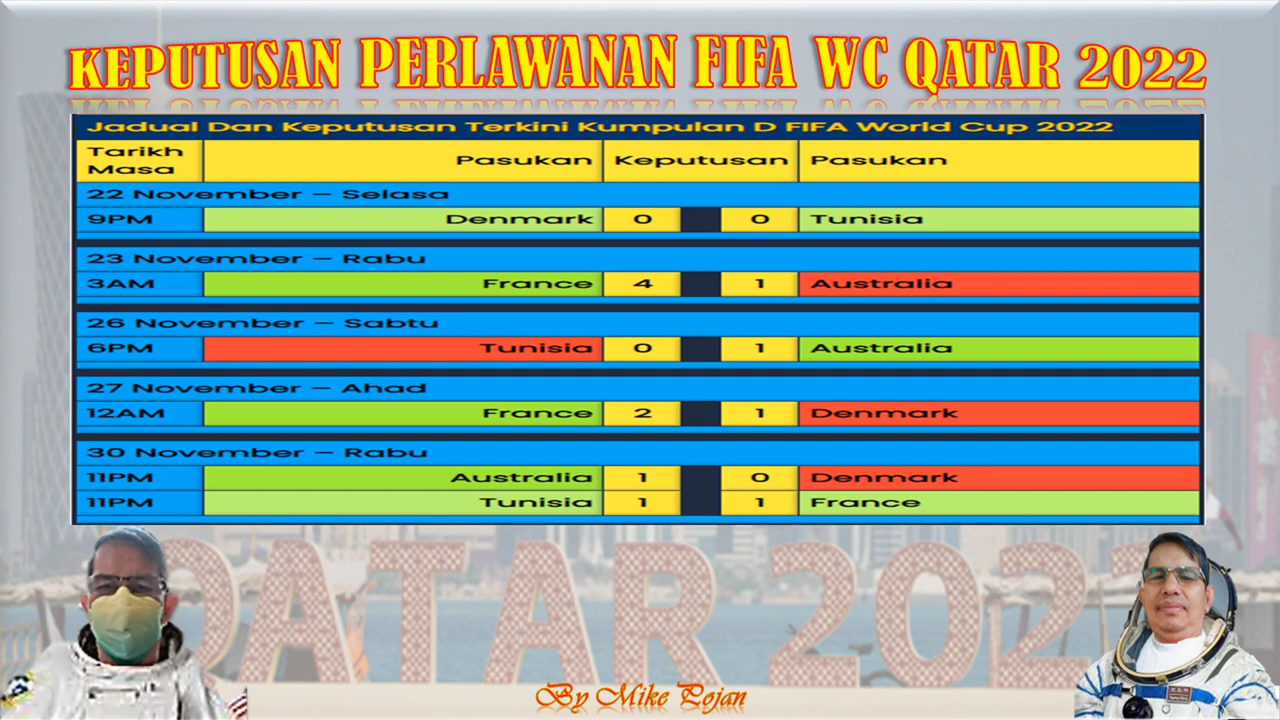 KEPUTUSAN PERLAWANAN FIFA WC QATAR 2022
Jadual Dan Keputusan Terkini Kumpulan D FIFA World Cup 2022
Tarikh Masa Pasukan Keputusan Pasukan
22 November – Selasa
9PM Denmark 0 0 Tunisia
23 November – Rabu
3AM France 4 1 Australia
26 November – Sabtu
6PM Tunisia 0 1 Australia
27 November – Ahad
12AM France 2 1 Denmark
30 November – Rabu
11PM Australia 1 0 Denmark
11PM Tunisia 1 1 France
QATAR 202
By Mike Pojan